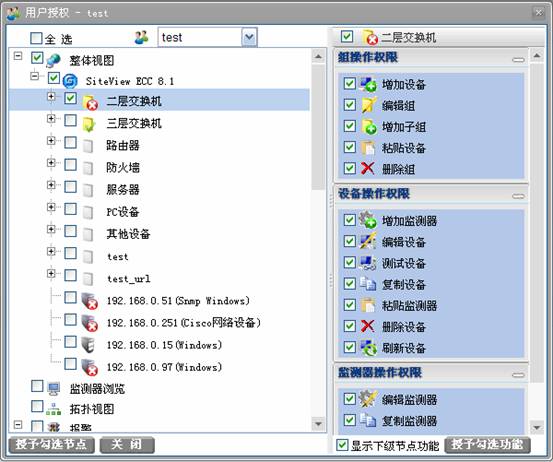 用户授权 - test
全 选
test
整体视图
SiteView ECC 8.1
二层交换机
三层交换机
路由器
防火墙
服务器
PC设备
其他设备
test
test_url
192.168.0.51(Snmp Windows)
192.168.0.251(Cisco网络设备)
192.168.0.15(Windows)
192.168.0.97(Windows)
监测器浏览
拓扑视图
报警
授予勾选节点
关 闭
二层交换机
组操作权限
增加设备
编辑组
增加子组
粘贴设备
删除组
设备操作权限
增加监测器
编辑设备
测试设备
复制设备
粘贴监测器
删除设备
刷新设备
监测器操作权限
编辑监测器
复制监测器
显示下级节点功能
授予勾选功能